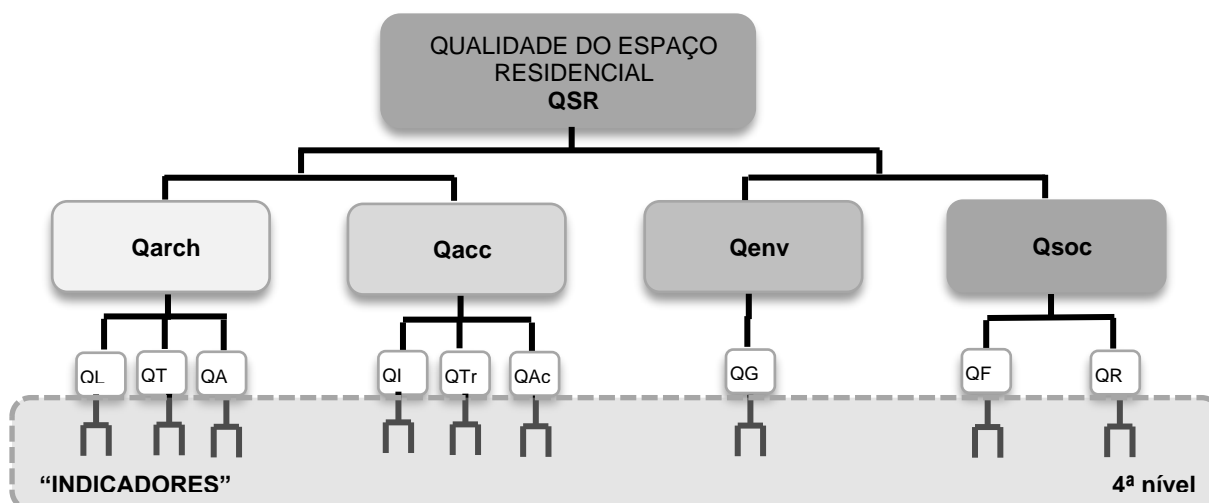 QUALIDADE DO ESPAÇO
RESIDENCIAL
QSR
Qarch
Qacc
Qenv
Qsoc
QL
QT
QA
QI
QTr
QAc
QG
QF
QR
“INDICADORES”
4ª nível